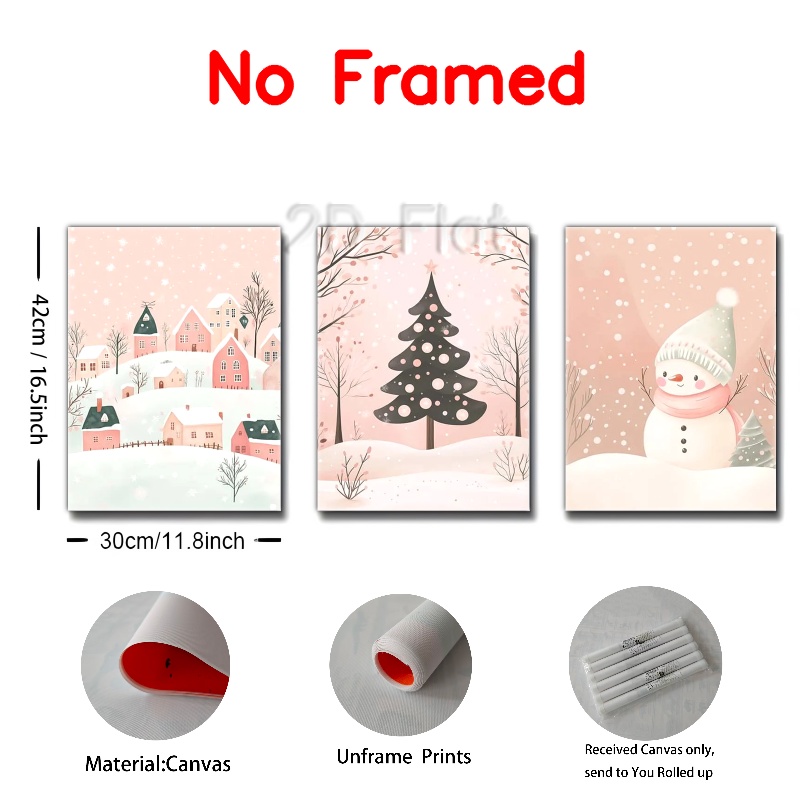 No Framed
2D Flat
42cm / 16.5inch
30cm/11.8inch
Material:Canvas
Unframe Prints
Received Canvas only,
send to You Rolled up